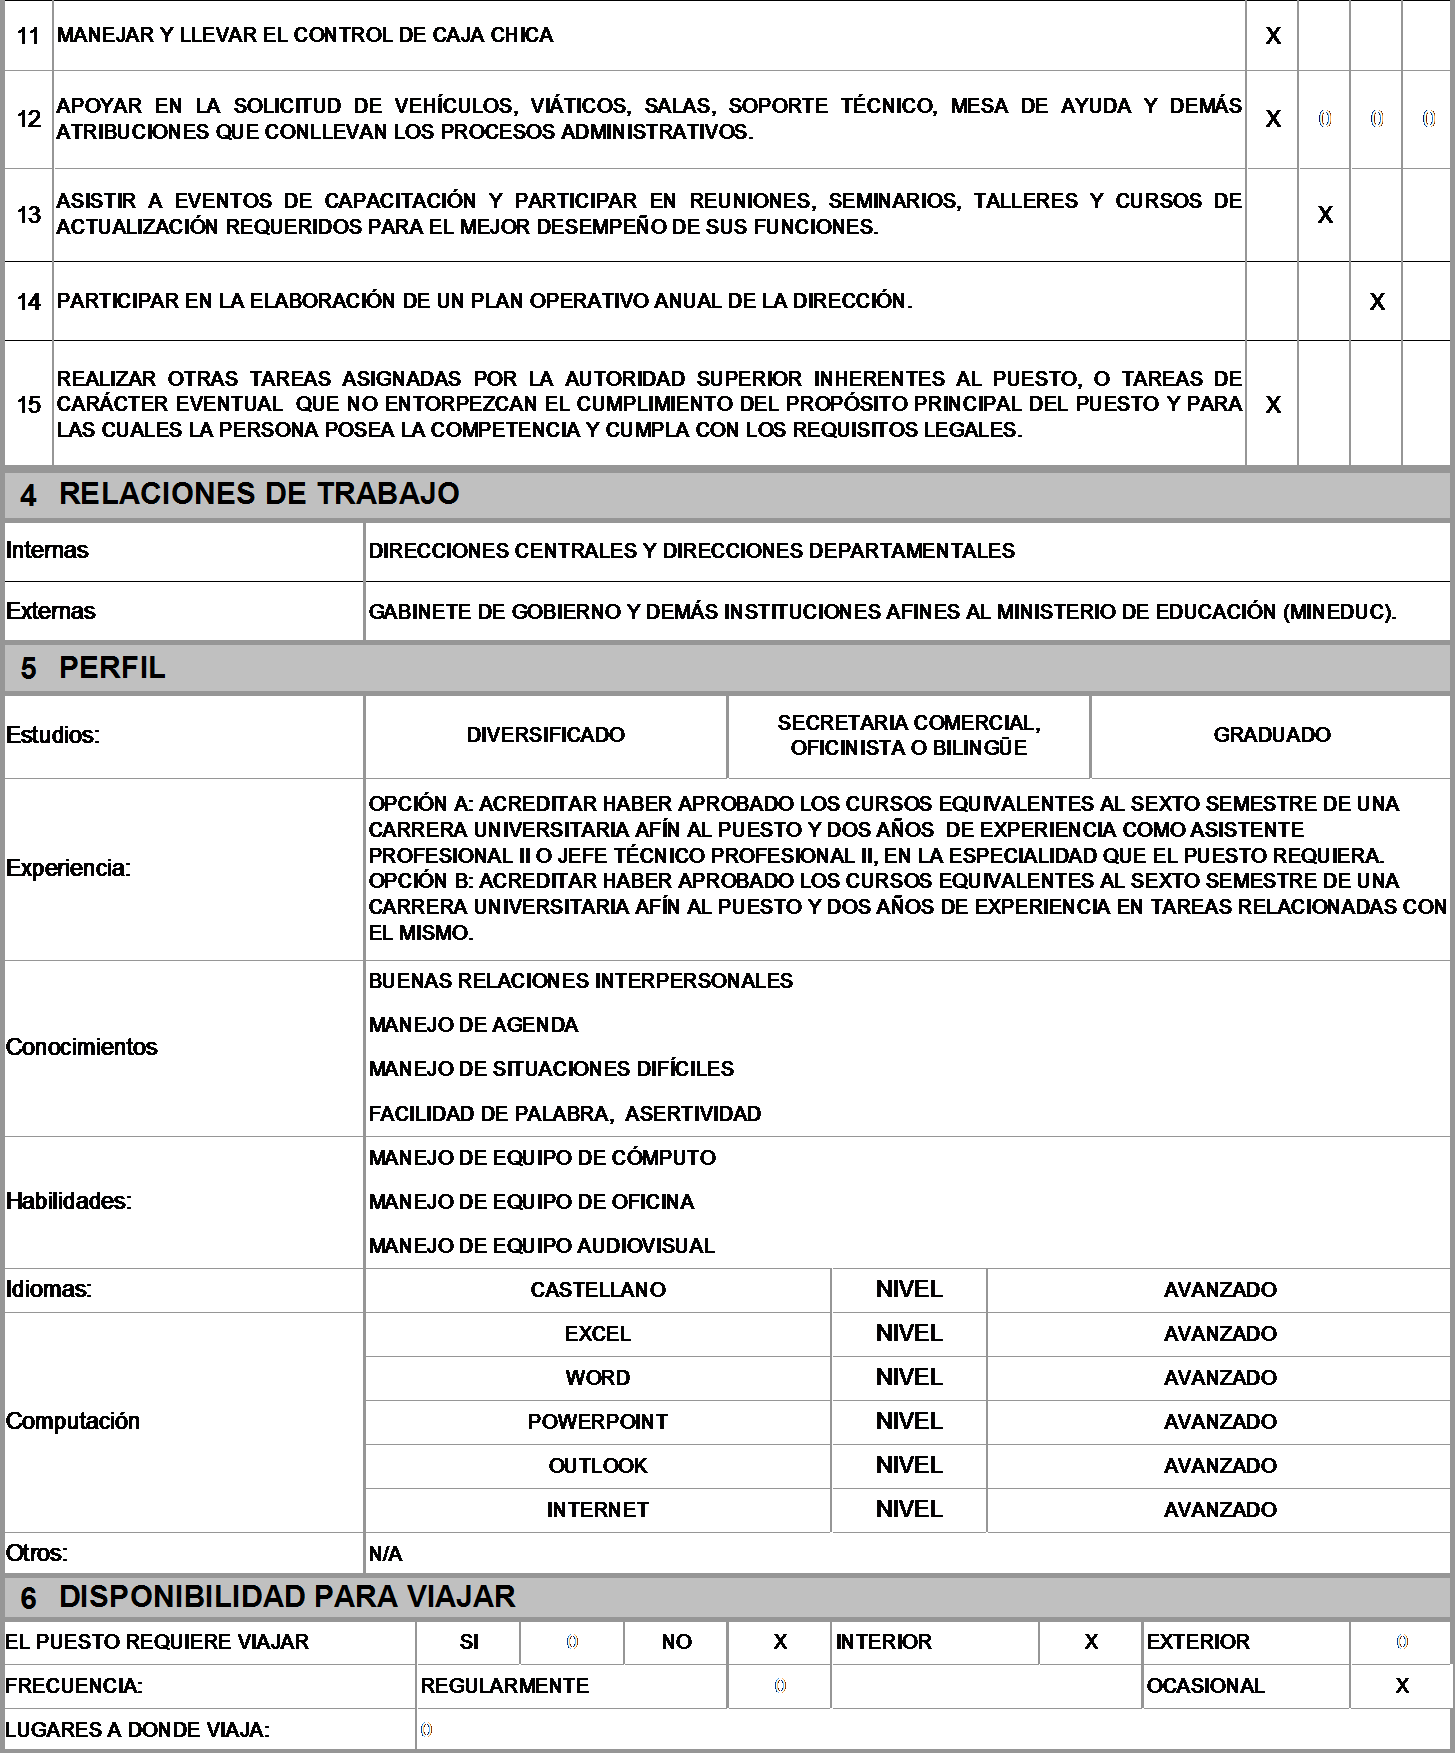 11 MANEJAR Y LLEVAR EL CONTROL DE CAJA CHICA X
12 APOYAR EN LA SOLICITUD DE VEHÍCULOS, VIÁTICOS, SALAS, SOPORTE TÉCNICO, MESA DE AYUDA Y DEMÁS
ATRIBUCIONES QUE CONLLEVAN LOS PROCESOS ADMINISTRATIVOS. X 0 0 0
13 ASISTIR A EVENTOS DE CAPACITACIÓN Y PARTICIPAR EN REUNIONES, SEMINARIOS, TALLERES Y CURSOS DE
ACTUALIZACIÓN REQUERIDOS PARA EL MEJOR DESEMPEÑO DE SUS FUNCIONES. X
14 PARTICIPAR EN LA ELABORACIÓN DE UN PLAN OPERATIVO ANUAL DE LA DIRECCIÓN. X
15 REALIZAR OTRAS TAREAS ASIGNADAS POR LA AUTORIDAD SUPERIOR INHERENTES AL PUESTO, O TAREAS DE
CARÁCTER EVENTUAL QUE NO ENTORPEZCAN EL CUMPLIMIENTO DEL PROPÓSITO PRINCIPAL DEL PUESTO Y PARA
LAS CUALES LA PERSONA POSEA LA COMPETENCIA Y CUMPLA CON LOS REQUISITOS LEGALES. X
4 RELACIONES DE TRABAJO
Internas DIRECCIONES CENTRALES Y DIRECCIONES DEPARTAMENTALES
Externas GABINETE DE GOBIERNO Y DEMÁS INSTITUCIONES AFINES AL MINISTERIO DE EDUCACIÓN (MINEDUC).
5 PERFIL
Estudios: DIVERSIFICADO SECRETARIA COMERCIAL,
OFICINISTA O BILINGÜE GRADUADO
Experiencia: OPCIÓN A: ACREDITAR HABER APROBADO LOS CURSOS EQUIVALENTES AL SEXTO SEMESTRE DE UNA
CARRERA UNIVERSITARIA AFÍN AL PUESTO Y DOS AÑOS DE EXPERIENCIA COMO ASISTENTE
PROFESIONAL II O JEFE TÉCNICO PROFESIONAL II, EN LA ESPECIALIDAD QUE EL PUESTO REQUIERA.
OPCIÓN B: ACREDITAR HABER APROBADO LOS CURSOS EQUIVALENTES AL SEXTO SEMESTRE DE UNA
CARRERA UNIVERSITARIA AFÍN AL PUESTO Y DOS AÑOS DE EXPERIENCIA EN TAREAS RELACIONADAS CON
EL MISMO.
Conocimientos BUENAS RELACIONES INTERPERSONALES
MANEJO DE AGENDA
MANEJO DE SITUACIONES DIFÍCILES
FACILIDAD DE PALABRA, ASERTIVIDAD
Habilidades: MANEJO DE EQUIPO DE CÓMPUTO
MANEJO DE EQUIPO DE OFICINA
MANEJO DE EQUIPO AUDIOVISUAL
Idiomas: CASTELLANO NIVEL AVANZADO
Computación EXCEL NIVEL AVANZADO
WORD NIVEL AVANZADO
POWERPOINT NIVEL AVANZADO
OUTLOOK NIVEL AVANZADO
INTERNET NIVEL AVANZADO
Otros: N/A
6 DISPONIBILIDAD PARA VIAJAR
EL PUESTO REQUIERE VIAJAR SI 0 NO X INTERIOR X EXTERIOR 0
FRECUENCIA: REGULARMENTE 0 OCASIONAL X
LUGARES A DONDE VIAJA: 0